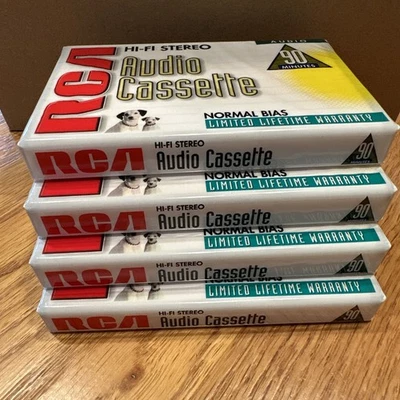 AUDIO
RCA
HI-FI STEREO
Audio
Cassette
90
MINUTES
NORMAL BIAS
LIMITED LIFETIME WARRANTY
RCA
HI-FI STEREO
Audio Cassette
90
NORMAL BIAS
LIMITED LIFETIME WARRANTY
RCA
HI-FI STEREO
Audio Cassette
90
NORMAL BIAS
LIMITED LIFETIME WARRANTY
RCA
HI-FI STEREO
Audio Cassette
90
LIMITED LIFETIME WARRANTY
RCA
HI-FI STEREO
Audio Cassette
90